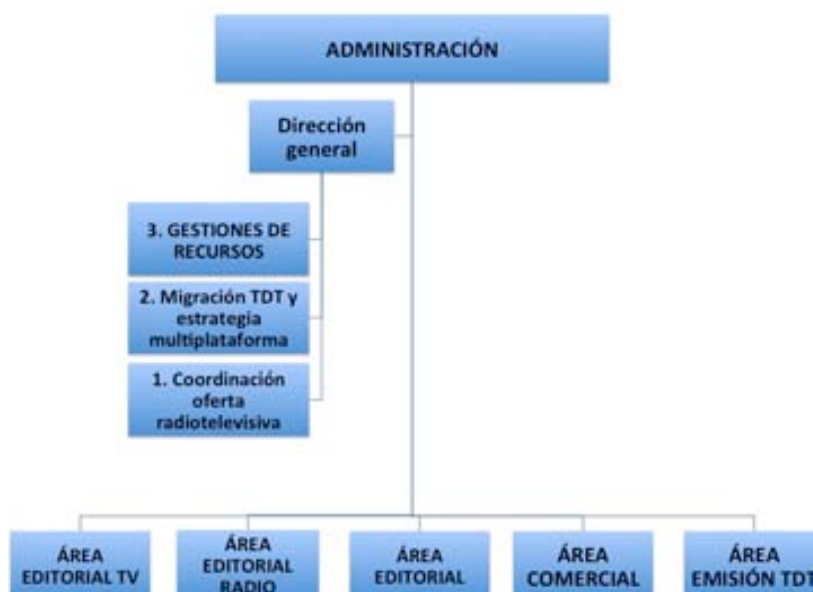 ADMINISTRACIÓN
Dirección
general
3. GESTIONES DE
RECURSOS
2. Migración TDT y
estrategia
multiplataforma
1. Coordinación
oferta
radiotelevisiva
ÁREA
EDITORIAL TV
ÁREA
EDITORIAL
RADIO
ÁREA
EDITORIAL
ÁREA
COMERCIAL
ÁREA
EMISIÓN TDT